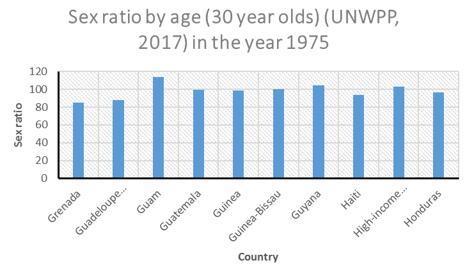 Sex ratio by age (30 year olds) (UNWPP,
2017) in the year 1975
120
100
80
60
40
20
0
Sex ratio
Grenada
Guadeloupe...
Guam
Guatemala
Guinea
Guinea-Bissau
Guyana
Haiti
High-income...
Honduras
Country